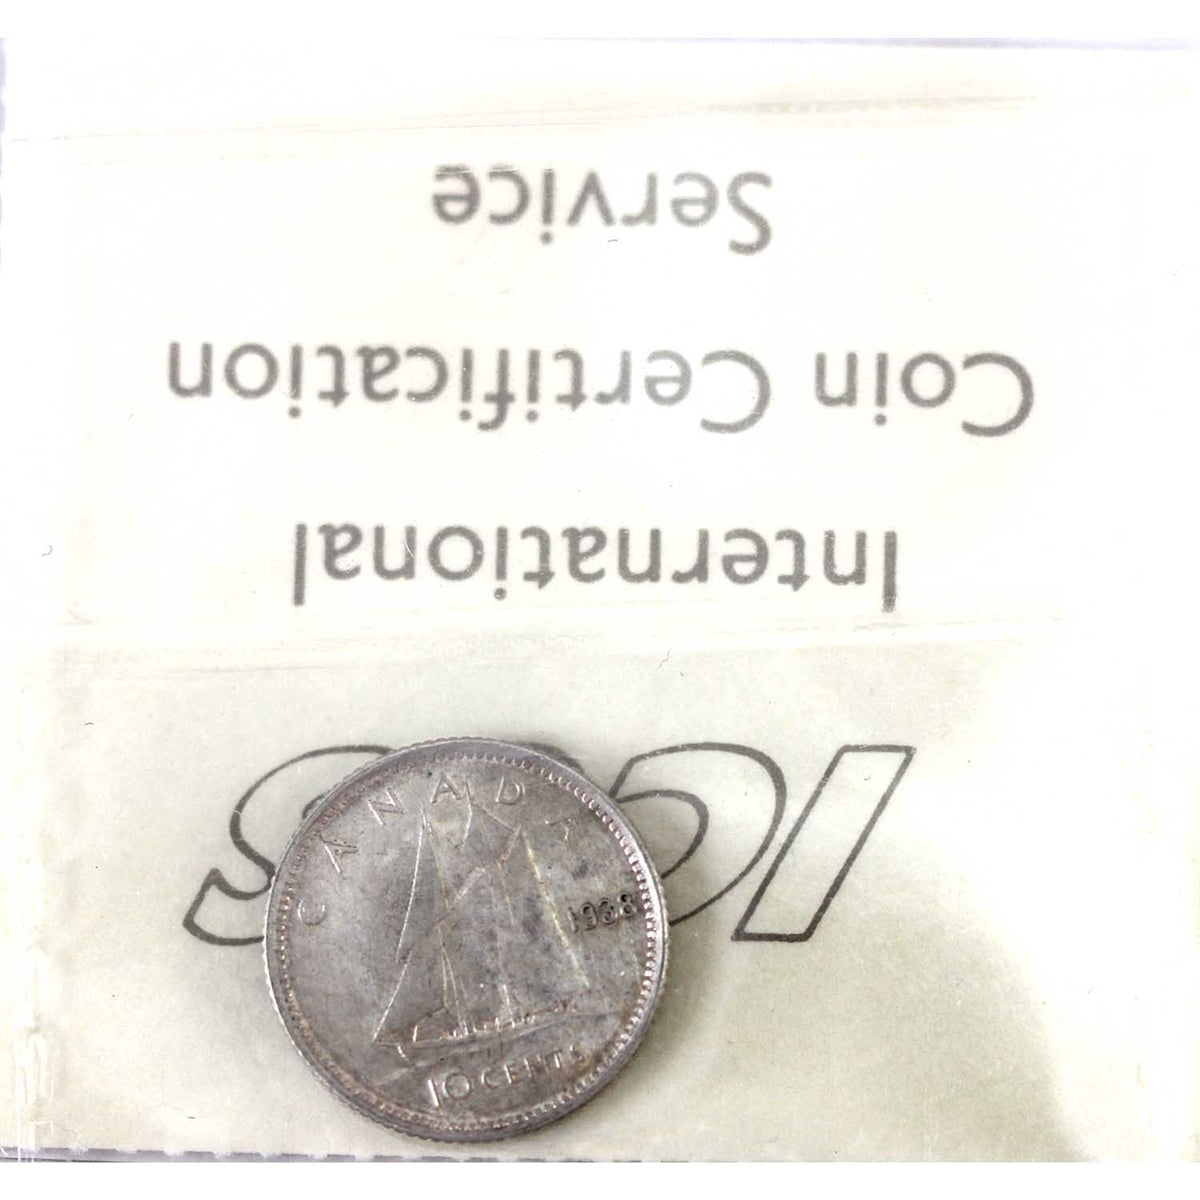 International
Coin Certification
Service
ICCS
CANADA
1938
10 CENTS